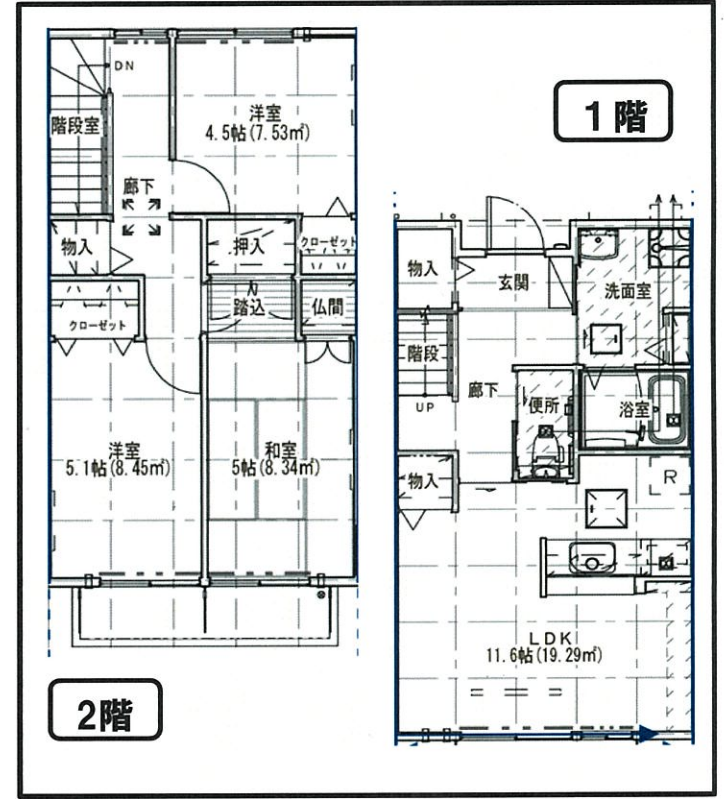 DN
洋室
4.5帖(7.53㎡)
階段室
廊下
物入
押入
クローゼット
踏込
仏間
クローゼット
洋室
5.1帖(8.45㎡)
和室
5帖(8.34㎡)
2階
1階
物入
玄関
洗面室
階段
廊下
便所
浴室
UP
物入
R
LDK
11.6帖(19.29㎡)